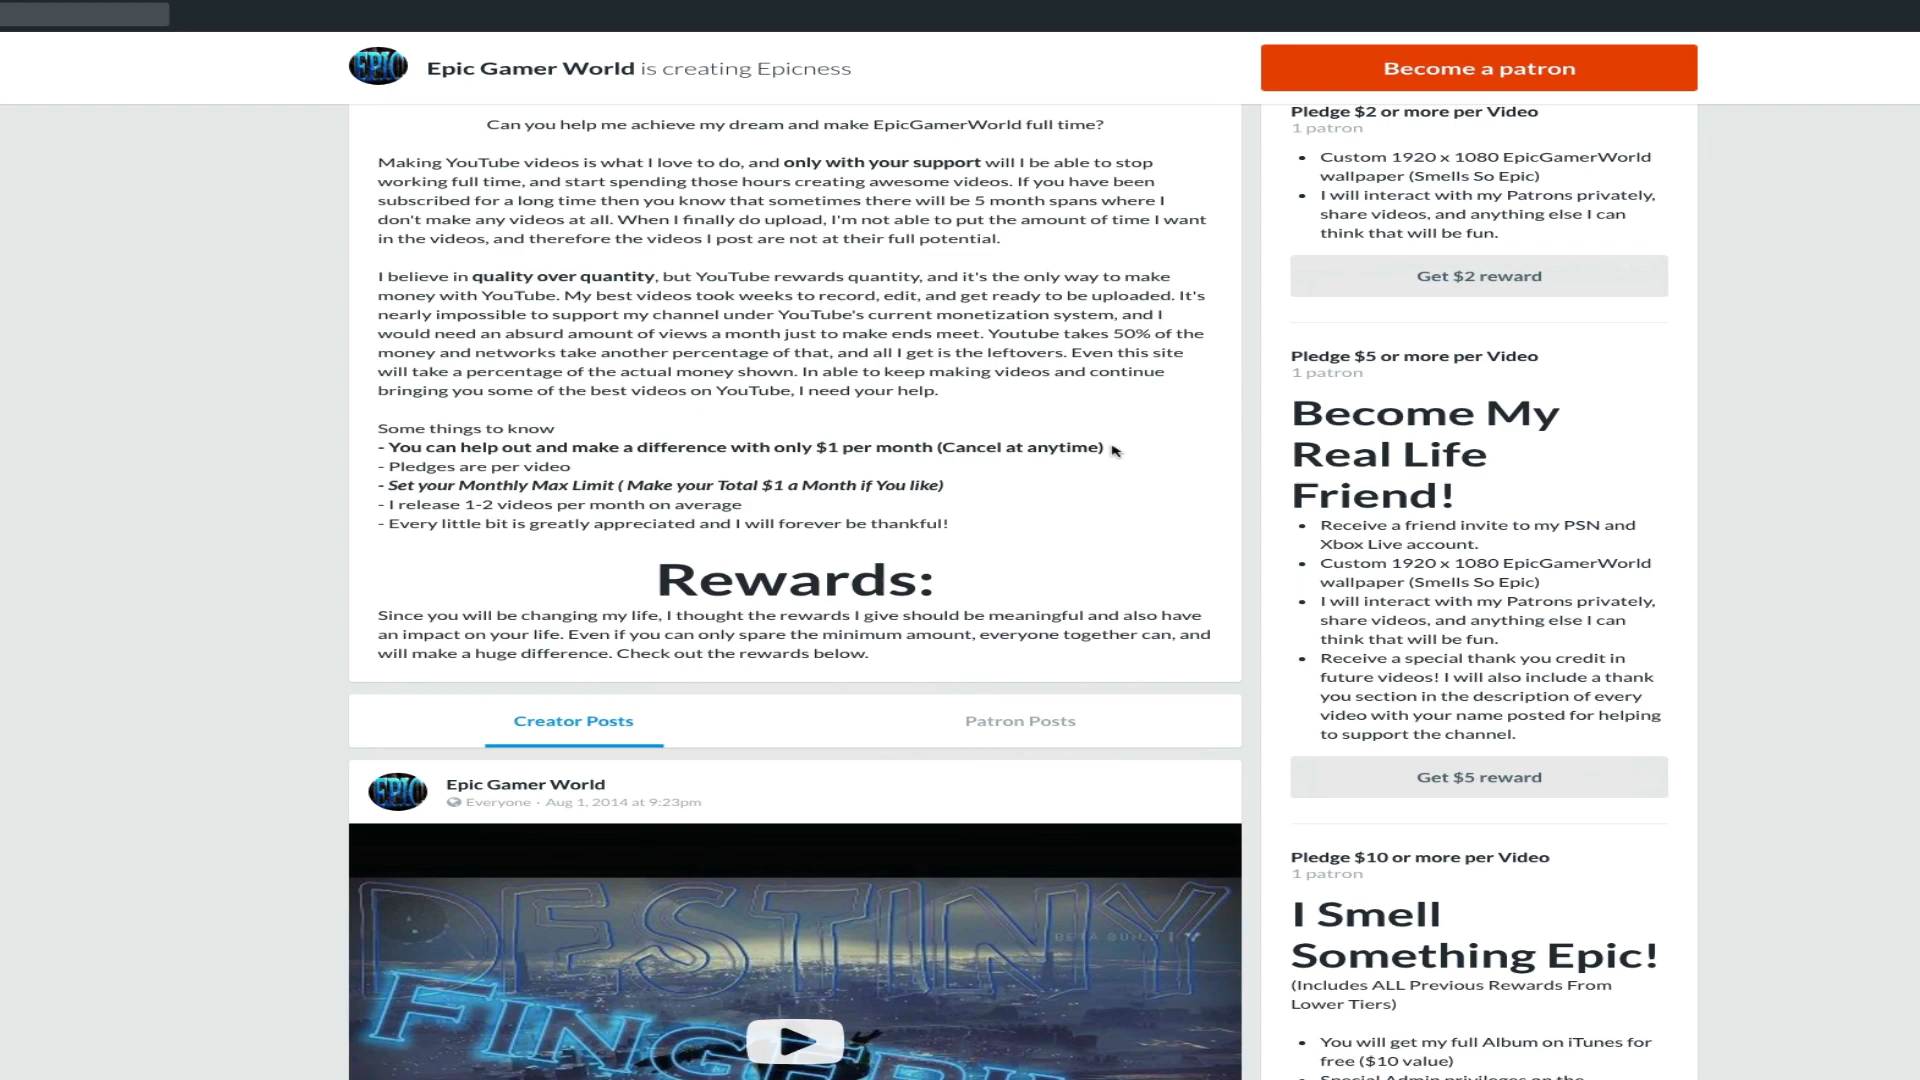 EPIC
Epic Gamer World is creating Epicness
Become a patron
Can you help me achieve my dream and make EpicGamerWorld full time?
Making YouTube videos is what I love to do, and only with your support will I be able to stop
working full time, and start spending those hours creating awesome videos. If you have been
subscribed for a long time then you know that sometimes there will be 5 month spans where I
don't make any videos at all. When I finally do upload, I'm not able to put the amount of time I want
in the videos, and therefore the videos I post are not at their full potential.
I believe in quality over quantity, but YouTube rewards quantity, and it's the only way to make
money with YouTube. My best videos took weeks to record, edit, and get ready to be uploaded. It's
nearly impossible to support my channel under YouTube's current monetization system, and I
would need an absurd amount of views a month just to make ends meet. Youtube takes 50% of the
money and networks take another percentage of that, and all I get is the leftovers. Even this site
will take a percentage of the actual money shown. In able to keep making videos and continue
bringing you some of the best videos on YouTube, I need your help.
Some things to know
- You can help out and make a difference with only $1 per month (Cancel at anytime)
- Pledges are per video
- Set your Monthly Max Limit ( Make your Total $1 a Month if You like)
- I release 1-2 videos per month on average
- Every little bit is greatly appreciated and I will forever be thankful!
Rewards:
Since you will be changing my life, I thought the rewards I give should be meaningful and also have
an impact on your life. Even if you can only spare the minimum amount, everyone together can, and
will make a huge difference. Check out the rewards below.
Creator Posts
Patron Posts
EPIC
Epic Gamer World
Everyone · Aug 1, 2014 at 9:23pm
DESTINY
BETA BUILD
Pledge $2 or more per Video
1 patron
• Custom 1920 x 1080 EpicGamerWorld
wallpaper (Smells So Epic)
• I will interact with my Patrons privately,
share videos, and anything else I can
think that will be fun.
Get $2 reward
Pledge $5 or more per Video
1 patron
Become My
Real Life
Friend!
• Receive a friend invite to my PSN and
Xbox Live account.
• Custom 1920 x 1080 EpicGamerWorld
wallpaper (Smells So Epic)
• I will interact with my Patrons privately,
share videos, and anything else I can
think that will be fun.
• Receive a special thank you credit in
future videos! I will also include a thank
you section in the description of every
video with your name posted for helping
to support the channel.
Get $5 reward
Pledge $10 or more per Video
1 patron
I Smell
Something Epic!
(Includes ALL Previous Rewards From
Lower Tiers)
• You will get my full Album on iTunes for
free ($10 value)
• Special Admin privileges on the